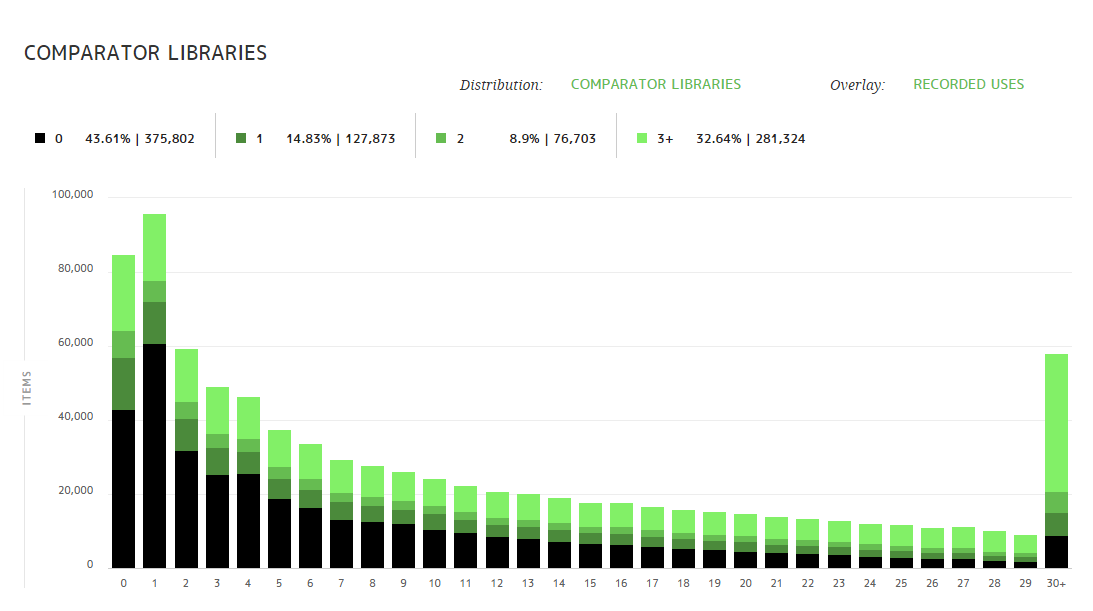 COMPARATOR LIBRARIES
Distribution: COMPARATOR LIBRARIES Overlay: RECORDED USES
0 43.61% | 375,802 1 14.83% | 127,873 2 8.9% | 76,703 3+ 32.64% | 281,324
100,000
80,000
60,000
ITEMS
40,000
20,000
0
0 1 2 3 4 5 6 7 8 9 10 11 12 13 14 15 16 17 18 19 20 21 22 23 24 25 26 27 28 29 30+